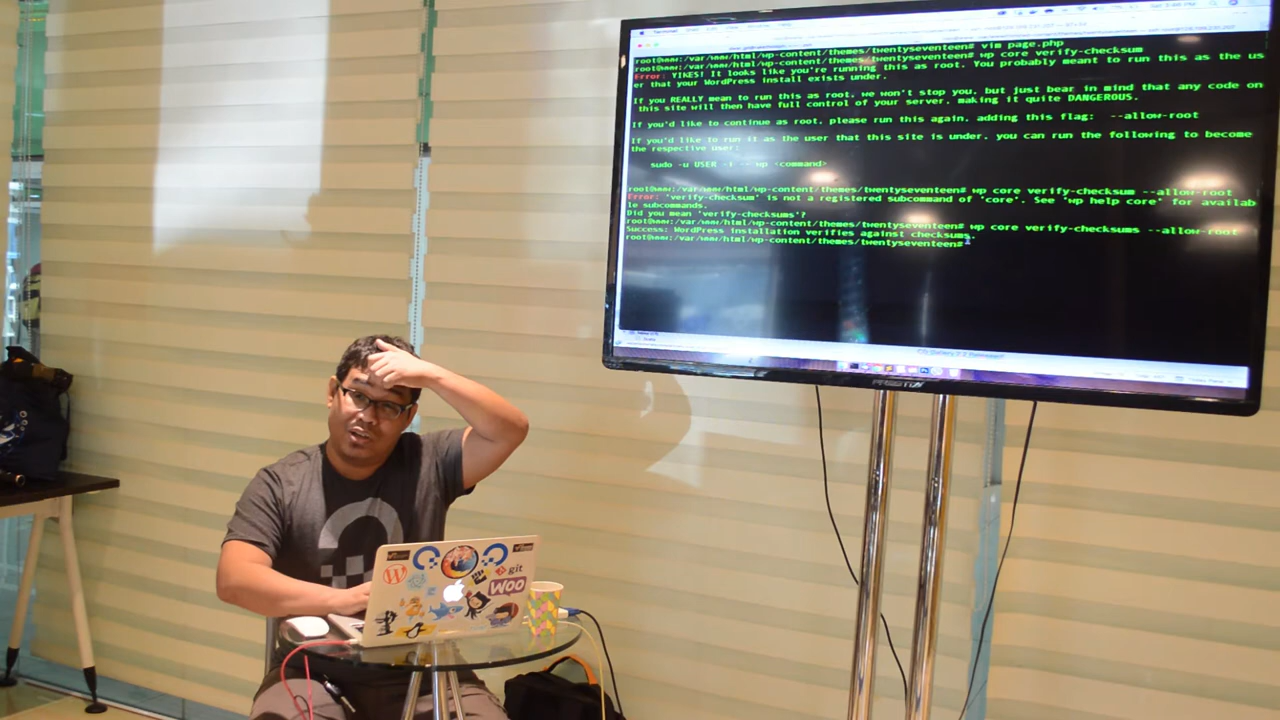 Terminal Shell
root@www:/var/www/html/wp-content/themes/twentyseventeen# vim page.php
root@www:/var/www/html/wp-content/themes/twentyseventeen# wp core verify-checksum
Error: YIKES! It looks like you're running this as root. You probably meant to run this as the us
er that your WordPress install exists under.
If you REALLY mean to run this as root, we won't stop you, but just bear in mind that any code on
this site will then have full control of your server, making it quite DANGEROUS.
If you'd like to continue as root, please run this again, adding this flag: --allow-root
If you'd like to run it as the user that this site is under, you can run the following to become
the respective user:
sudo -u USER -i -- wp <command>
root@www:/var/www/html/wp-content/themes/twentyseventeen# wp core verify-checksum --allow-root
Error: 'verify-checksum' is not a registered subcommand of 'core'. See 'wp help core' for availab
le subcommands.
Did you mean 'verify-checksums'?
root@www:/var/www/html/wp-content/themes/twentyseventeen# wp core verify-checksums --allow-root
Success: WordPress installation verifies against checksums.
root@www:/var/www/html/wp-content/themes/twentyseventeen#
git
WOO